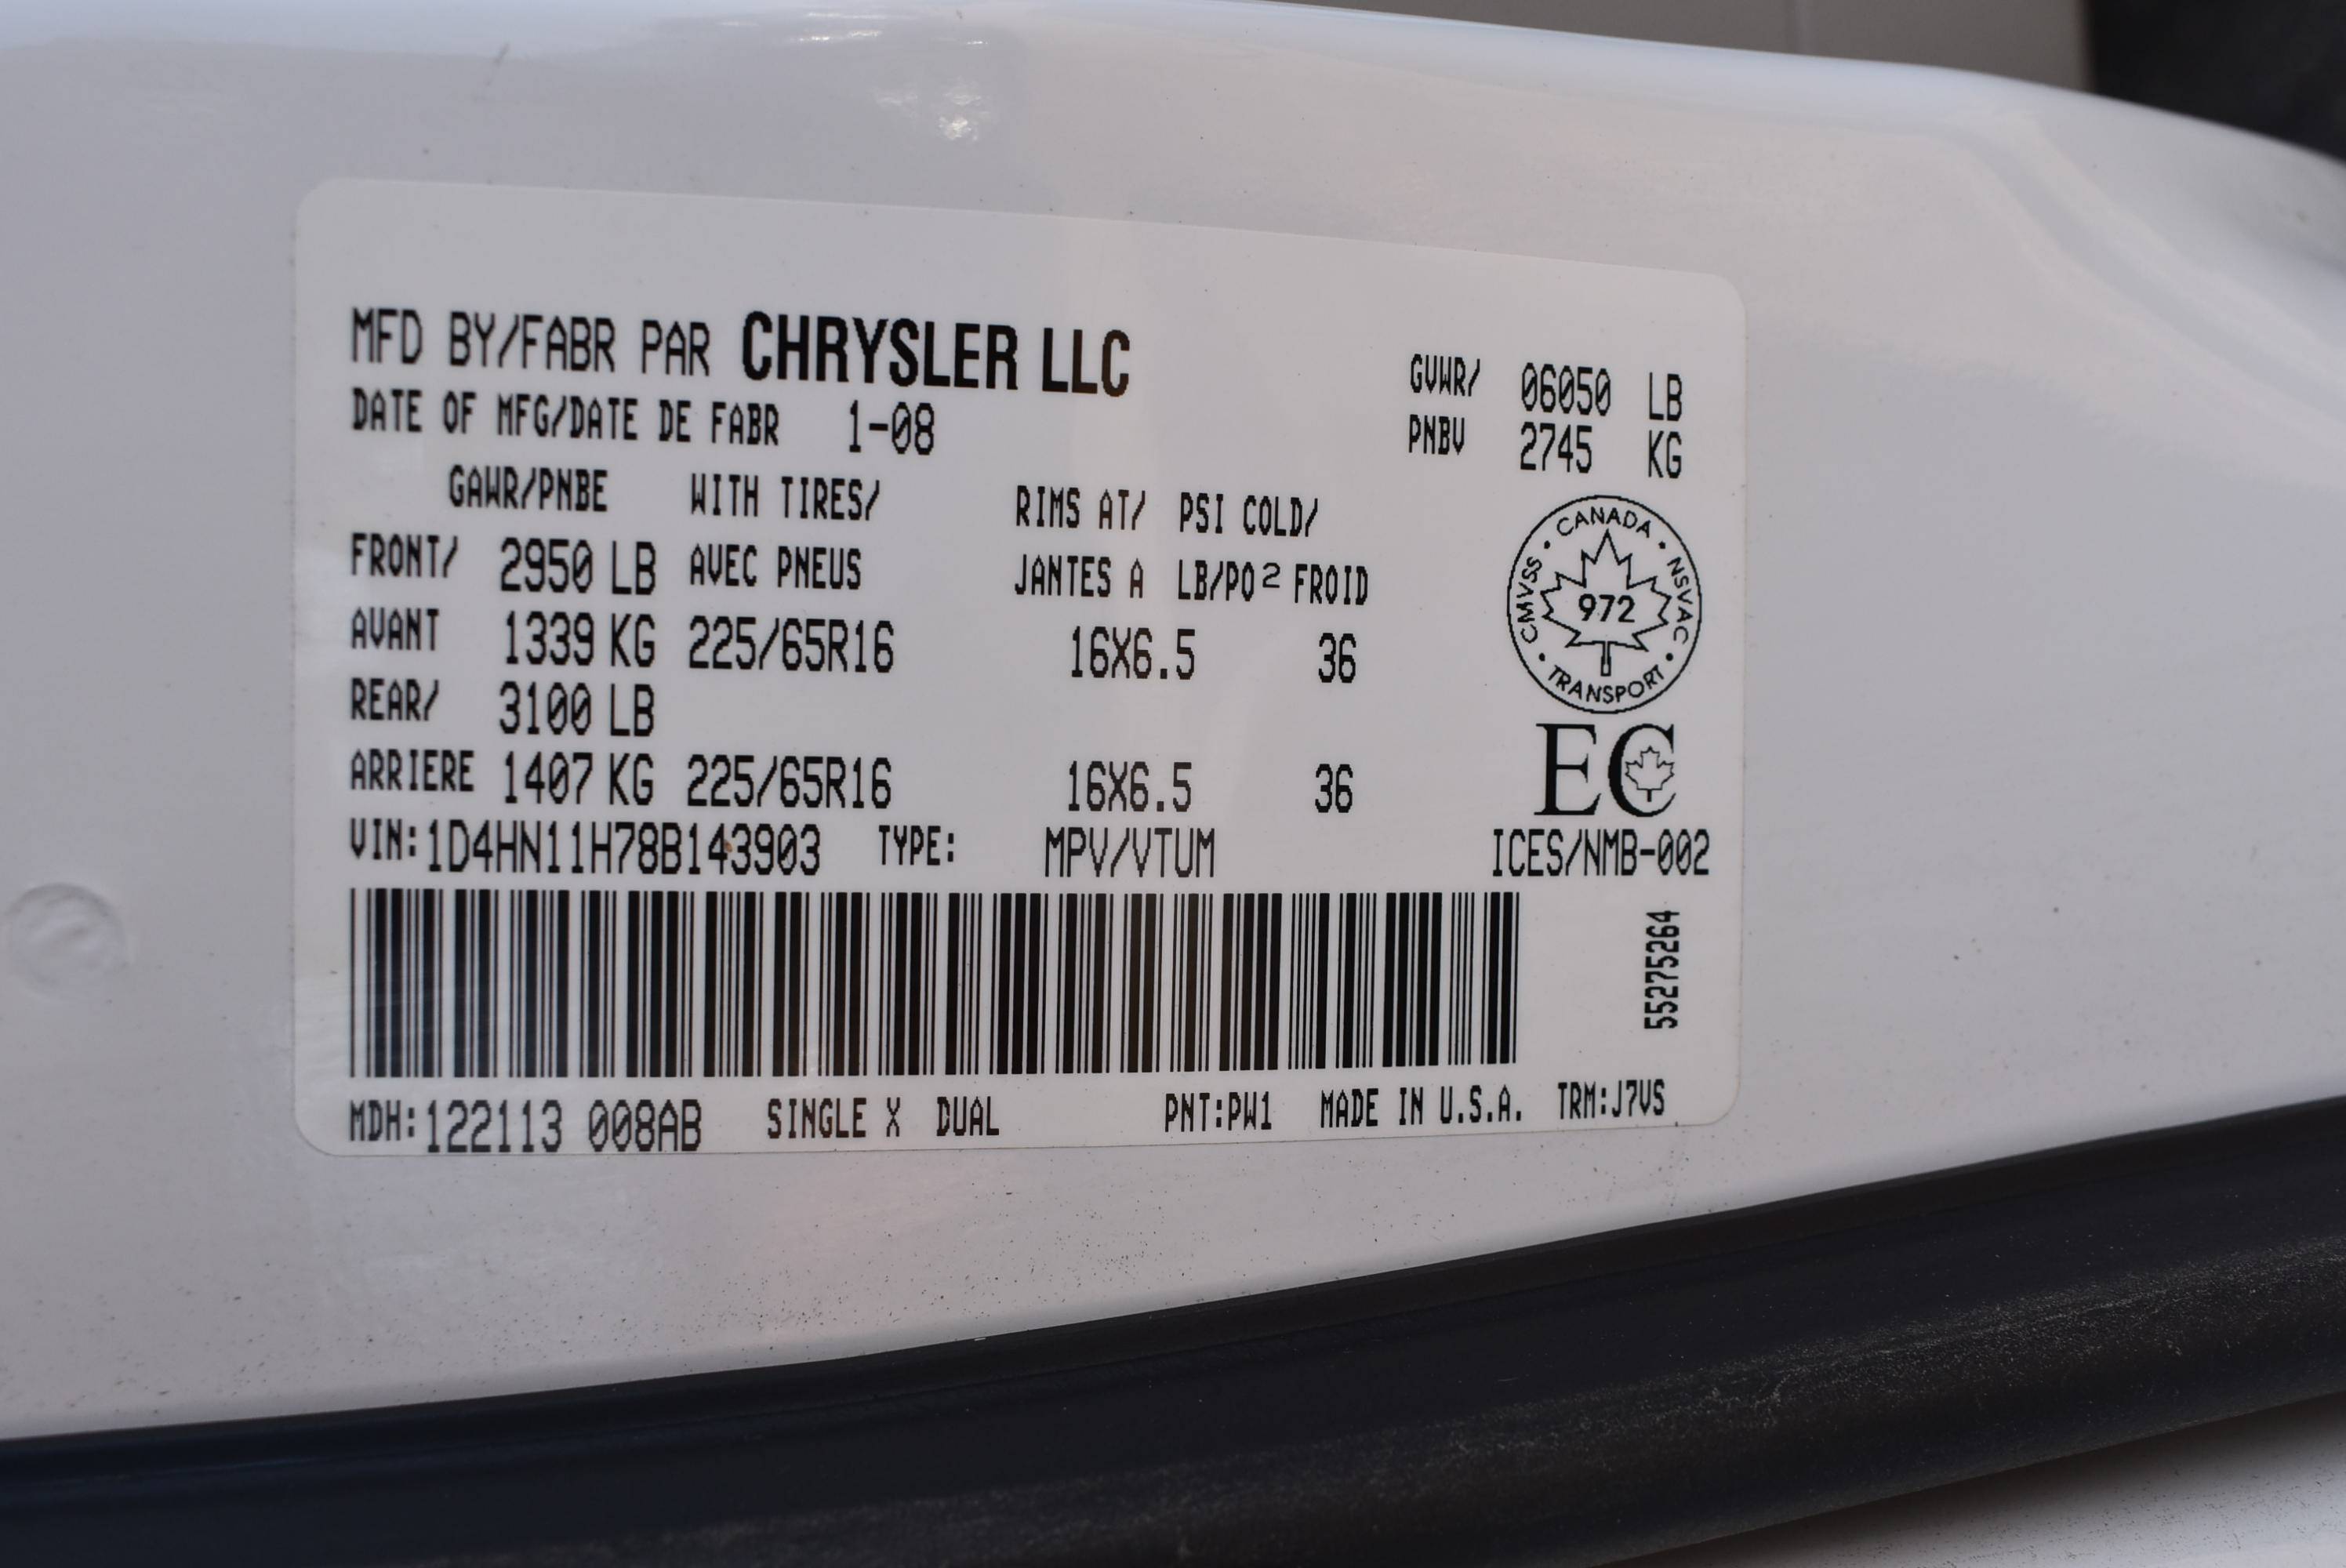 MFD BY/FABR PAR CHRYSLER LLC
DATE OF MFG/DATE DE FABR 1-08
GVWR/ 06050 LB
PNBV 2745 KG
GAWR/PNBE WITH TIRES/ RIMS AT/ PSI COLD/
FRONT/ 2950 LB AVEC PNEUS JANTES A LB/PO² FROID
AVANT 1339 KG 225/65R16 16X6.5 36
REAR/ 3100 LB
ARRIERE 1407 KG 225/65R16 16X6.5 36
CANADA • NSVAC • TRANSPORT • CMVSS •
972
EC
VIN:1D4HN11H78B143903 TYPE: MPV/VTUM ICES/NMB-002
55275264
MDH:122113 008AB SINGLE X DUAL PNT:PW1 MADE IN U.S.A. TRM:J7VS